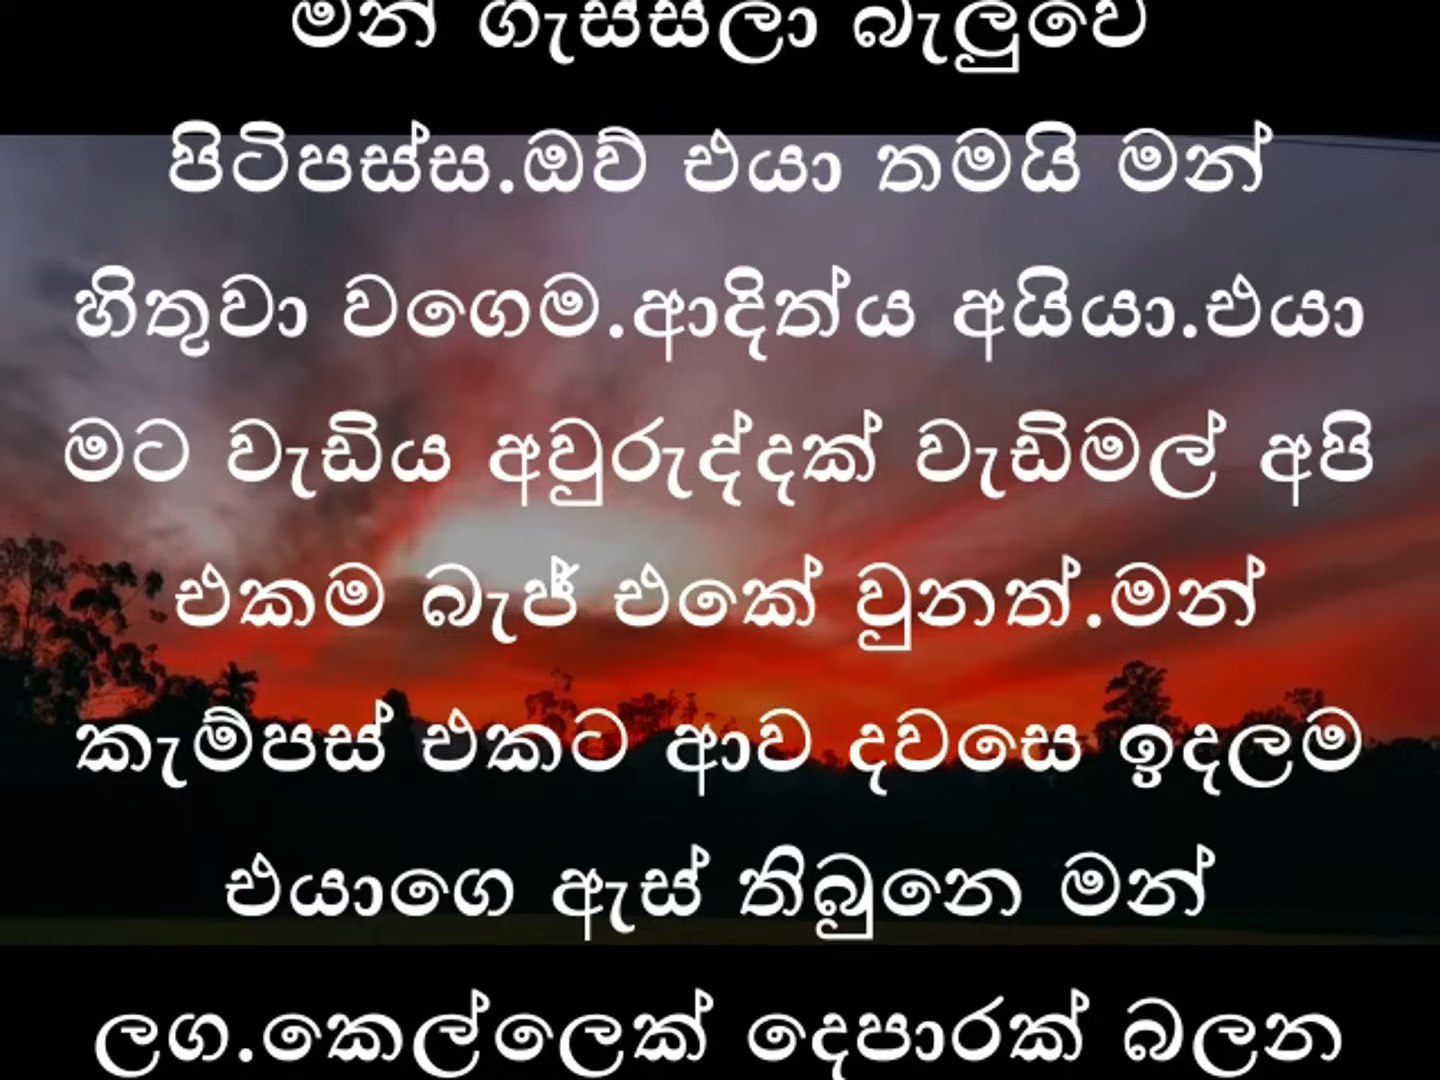 මන් ගැස්සිලා බැලුවෙ
පිටිපස්ස.ඔව් එයා තමයි මන්
හිතුවා වගෙම.ආදිත්ය අයියා.එයා
මට වැඩිය අවුරුද්දක් වැඩිමල් අපි
එකම බැජ් එකේ වුනත්.මන්
කැම්පස් එකට ආව දවසෙ ඉදලම
එයාගෙ ඇස් තිබුනෙ මන්
ලග.කෙල්ලෙක් දෙපාරක් බලන